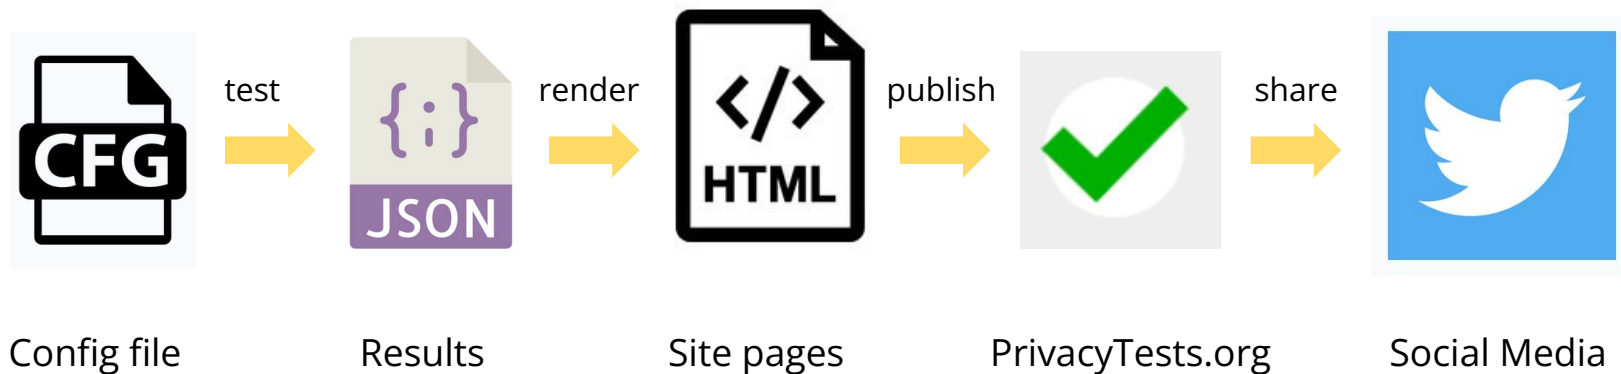 test
render
publish
share
CFG
{;}
JSON
</>
HTML
Config file
Results
Site pages
PrivacyTests.org
Social Media